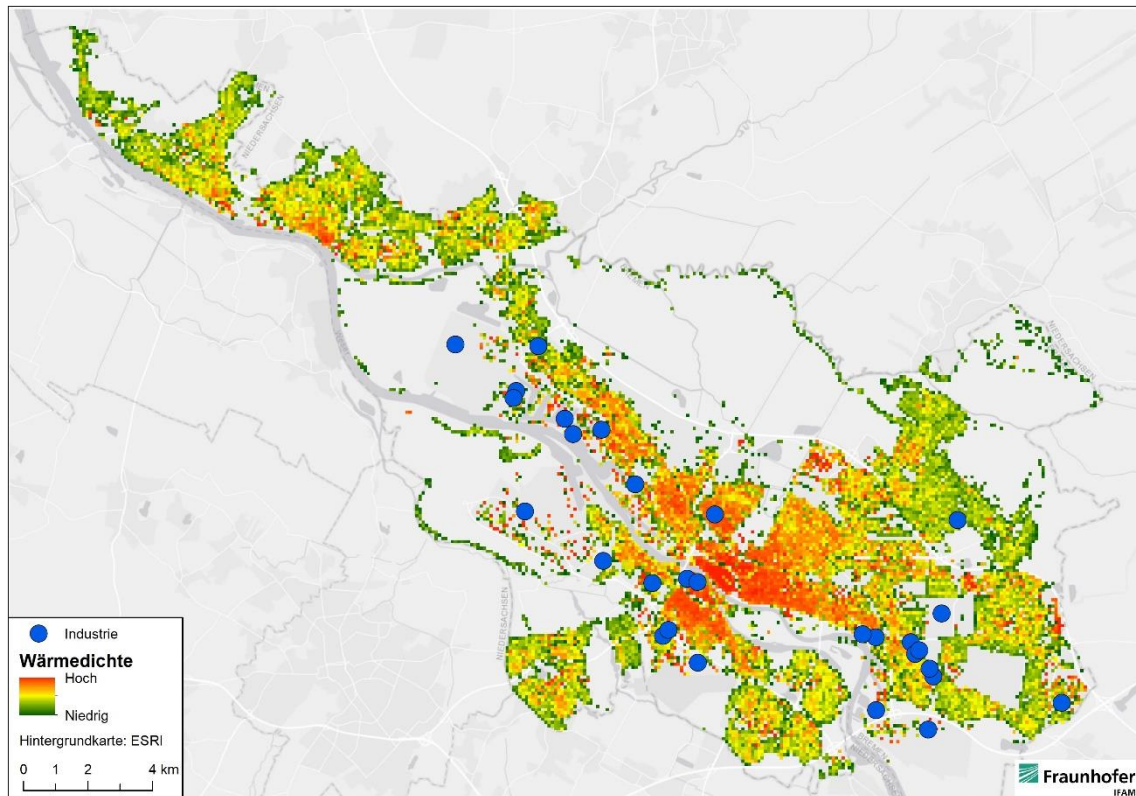 NIEDERSACHSEN
NIEDERSACHSEN
NIEDERSACHSEN
Industrie
Wärmedichte
Hoch
Niedrig
Hintergrundkarte: ESRI
0 1 2 4 km
Fraunhofer
IFAM